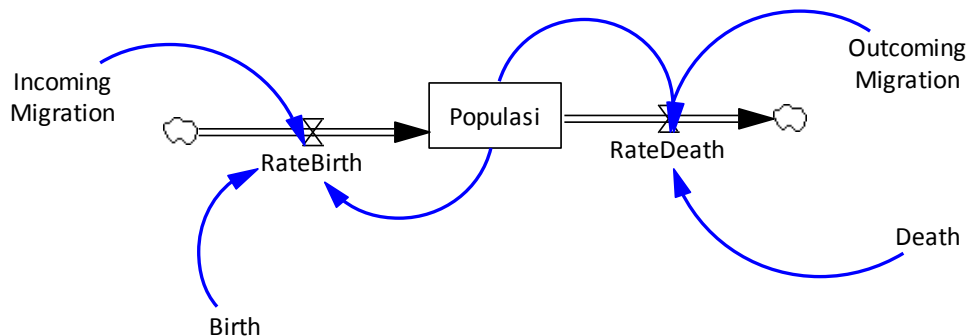 Incoming
Migration
Outcoming
Migration
Populasi
RateBirth
RateDeath
Death
Birth